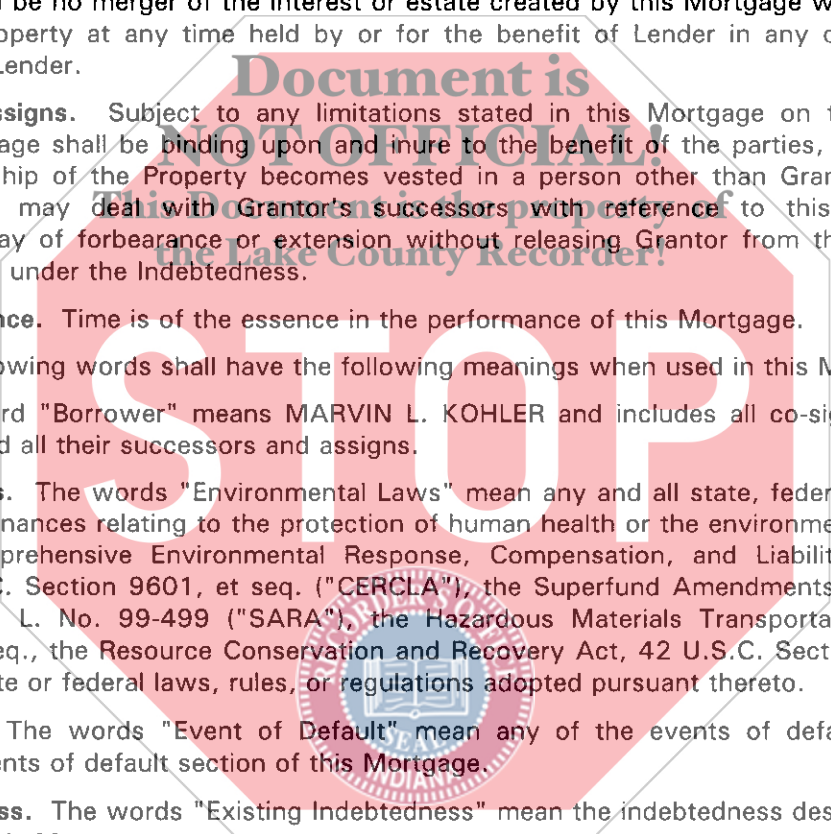 be no merger of the interest or estate created by this Mortgage
operty at any time held by or for the benefit of Lender in any
Lender.
Document is
ssigns. Subject to any limitations stated in this Mortgage on
age shall be binding upon and inure to the benefit of the parties,
NOT OFFICIAL!
hip of the Property becomes vested in a person other than Gran
may deal with Grantor's successors with reference to this
This Document is the property of
ay of forbearance or extension without releasing Grantor from th
the Lake County Recorder!
under the Indebtedness.
nce. Time is of the essence in the performance of this Mortgage.
owing words shall have the following meanings when used in this M
STOP
rd "Borrower" means MARVIN L. KOHLER and includes all co-sig
d all their successors and assigns.
s. The words "Environmental Laws" mean any and all state, feder
nances relating to the protection of human health or the environme
prehensive Environmental Response, Compensation, and Liabilit
C. Section 9601, et seq. ("CERCLA"), the Superfund Amendments
L. No. 99-499 ("SARA"), the Hazardous Materials Transporta
eq., the Resource Conservation and Recovery Act, 42 U.S.C. Sect
te or federal laws, rules, or regulations adopted pursuant thereto.
RECORDER'S OFFICE
SEAL
INDIANA
The words "Event of Default" mean any of the events of defa
ents of default section of this Mortgage.
ss. The words "Existing Indebtedness" mean the indebtedness des